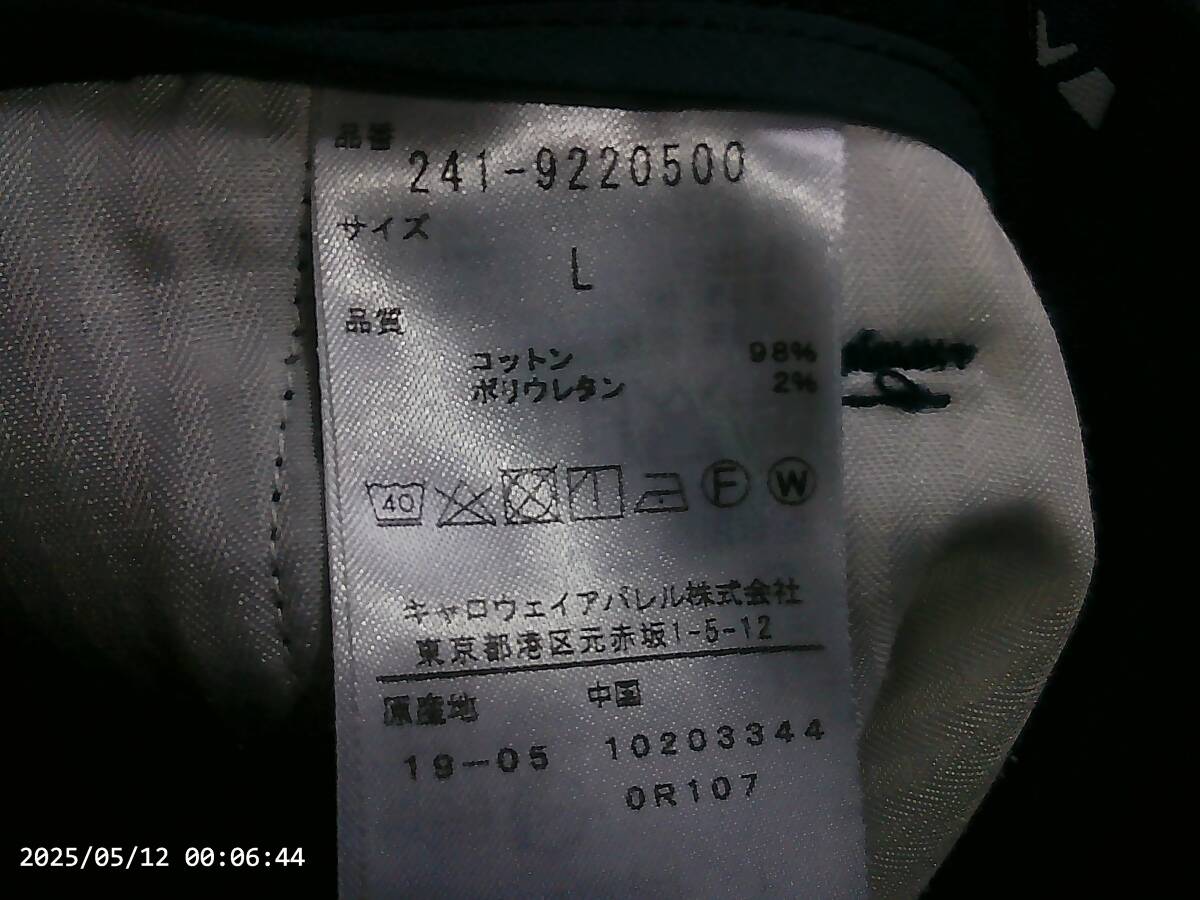 品番
241-9220500
サイズ
L
品質
コットン 98%
ポリウレタン 2%
40 F W
キャロウェイアパレル株式会社
東京都港区元赤坂1-5-12
原産地 中国
19-05 10203344
0R107
2025/05/12 00:06:44